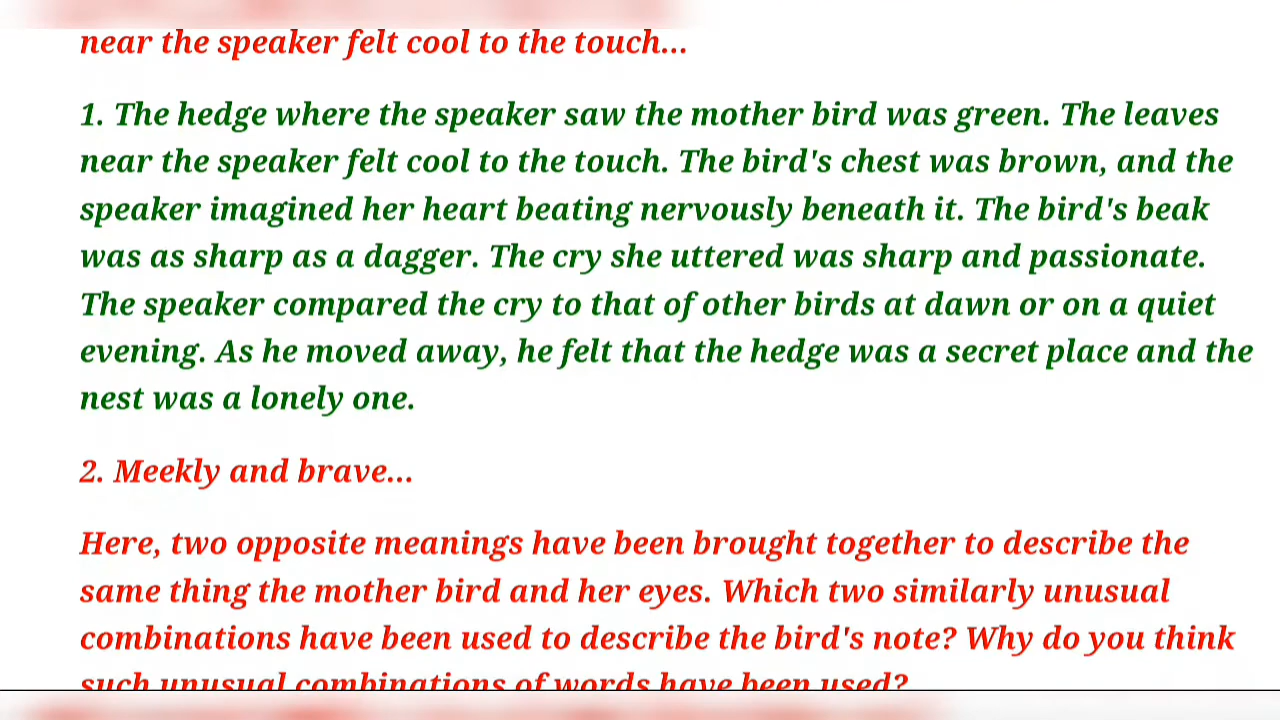 near the speaker felt cool to the touch...
1. The hedge where the speaker saw the mother bird was green. The leaves
near the speaker felt cool to the touch. The bird's chest was brown, and the
speaker imagined her heart beating nervously beneath it. The bird's beak
was as sharp as a dagger. The cry she uttered was sharp and passionate.
The speaker compared the cry to that of other birds at dawn or on a quiet
evening. As he moved away, he felt that the hedge was a secret place and the
nest was a lonely one.
2. Meekly and brave...
Here, two opposite meanings have been brought together to describe the
same thing the mother bird and her eyes. Which two similarly unusual
combinations have been used to describe the bird's note? Why do you think
such unusual combinations of words have been used?